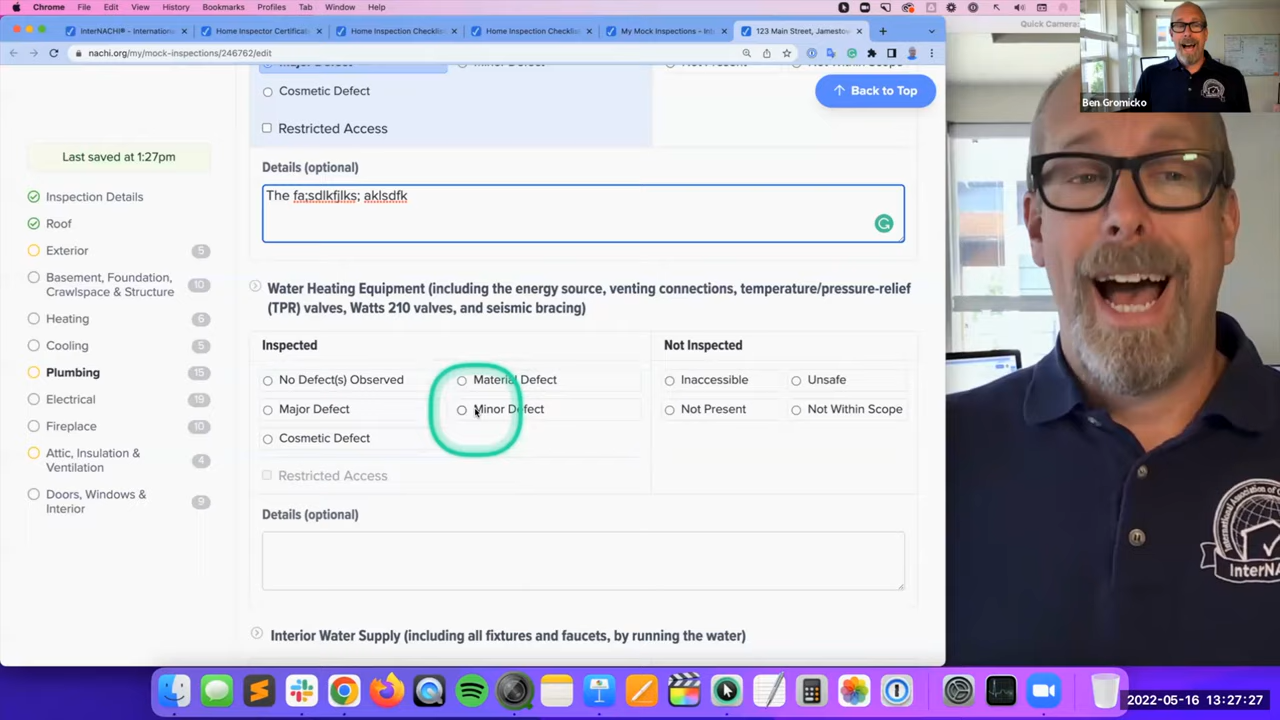 Chrome File Edit View History Bookmarks Profiles Tab Window Help
InterNACHI® - Internation
Home Inspector Certificat
Home Inspection Checklis
Home Inspection Checklis
My Mock Inspections - Int
123 Main Street, Jamestow
Quick Camera
nachi.org/my/mock-inspections/246762/edit
Ben Gromicko
Cosmetic Defect
Back to Top
Restricted Access
Last saved at 1:27pm
Details (optional)
Inspection Details
The fa;sdlkfjlks; aklsdfk
Roof
Exterior 5
Basement, Foundation,
Crawlspace & Structure 10
Heating 6
Cooling 5
Plumbing 15
Electrical 19
Fireplace 11
Attic, Insulation &
Ventilation 4
Doors, Windows &
Interior 9
Water Heating Equipment (including the energy source, venting connections, temperature/pressure-relief
(TPR) valves, Watts 210 valves, and seismic bracing)
Inspected
Not Inspected
No Defect(s) Observed Material Defect Inaccessible Unsafe
Major Defect Minor Defect Not Present Not Within Scope
Cosmetic Defect
Restricted Access
Details (optional)
Interior Water Supply (including all fixtures and faucets, by running the water)
InterNA
2022-05-16 13:27:27